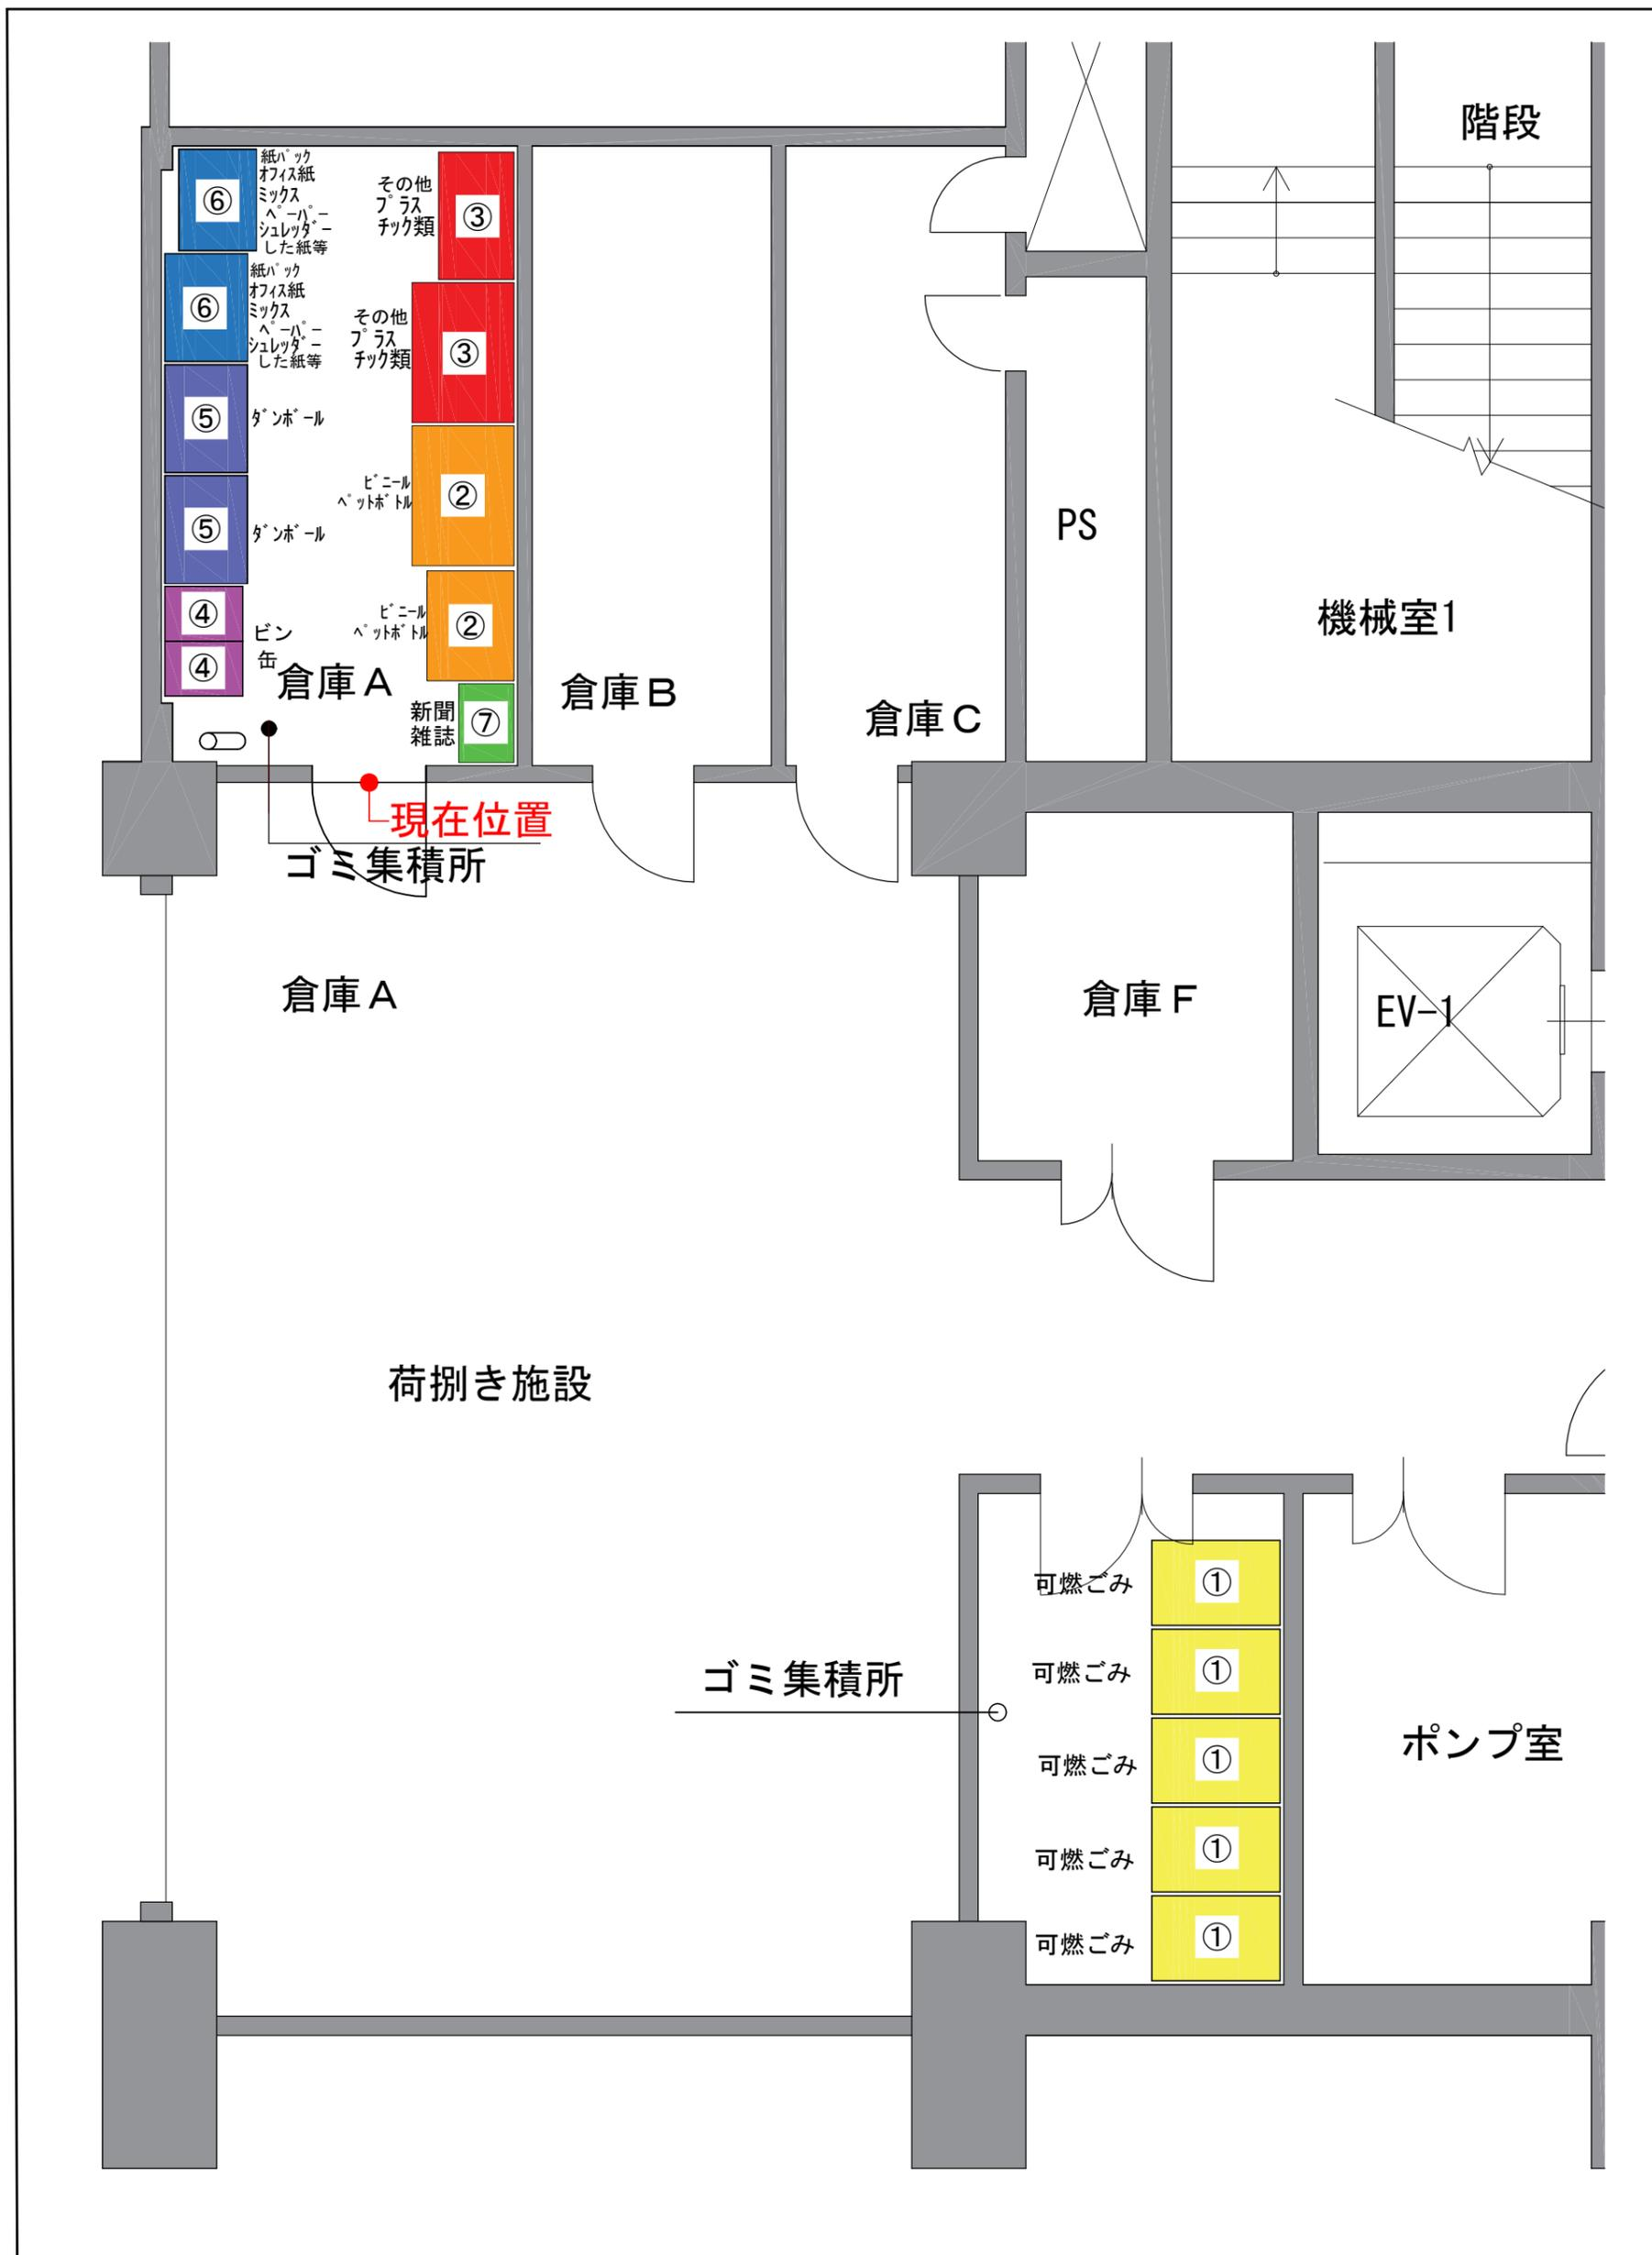 階段
⑥
紙パック
オフィス紙
ミックス
ペーパー
シュレッダー
した紙等
その他
プラス
チック類
③
⑥
紙パック
オフィス紙
ミックス
ペーパー
シュレッダー
した紙等
その他
プラス
チック類
③
⑤
ダンボール
ビニール
ペットボトル
②
⑤
ダンボール
PS
④
④
ビン
缶
ビニール
ペットボトル
②
機械室1
倉庫A
倉庫B
倉庫C
新聞
雑誌
⑦
現在位置
ゴミ集積所
倉庫A
倉庫F
EV-1
荷捌き施設
可燃ごみ
①
可燃ごみ
①
ゴミ集積所
可燃ごみ
①
ポンプ室
可燃ごみ
①
可燃ごみ
①